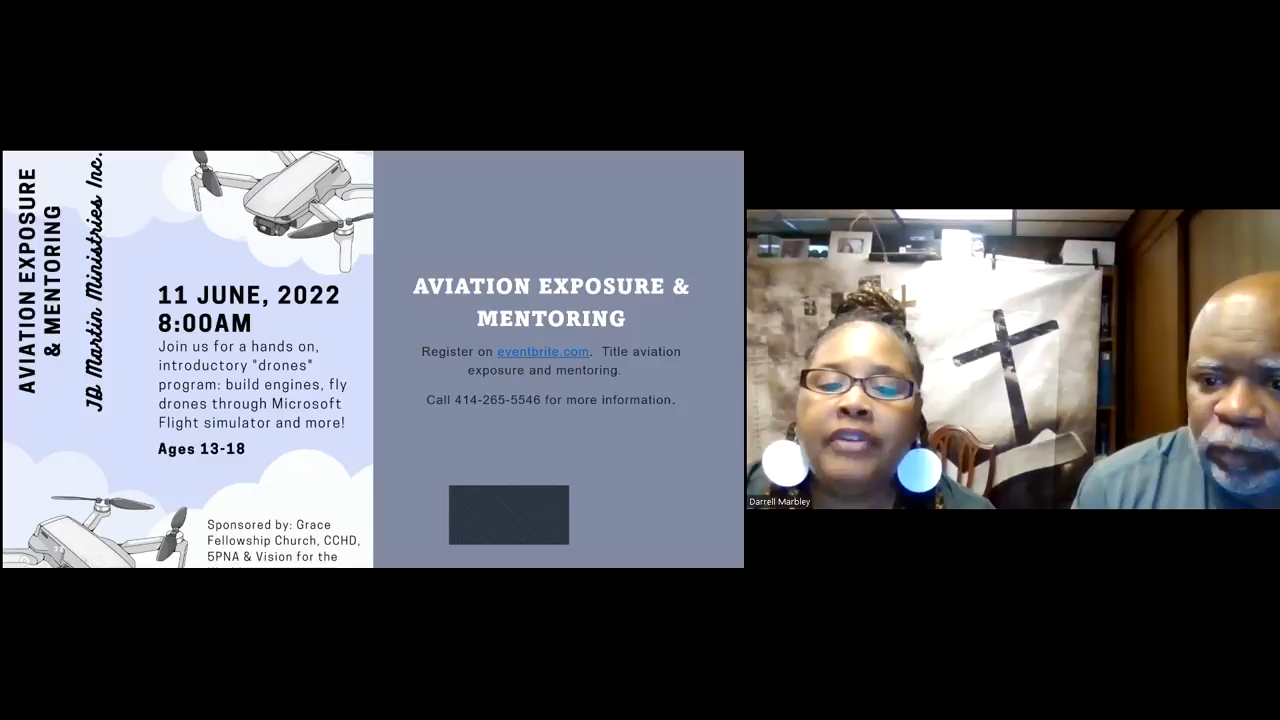 AVIATION EXPOSURE
& MENTORING
JD Martin Ministries Inc.
11 JUNE, 2022
8:00AM
Join us for a hands on,
introductory "drones"
program: build engines, fly
drones through Microsoft
Flight simulator and more!
Ages 13-18
Sponsored by: Grace
Fellowship Church, CCHD,
5PNA & Vision for the
AVIATION EXPOSURE &
MENTORING
Register on eventbrite.com. Title aviation
exposure and mentoring.
Call 414-265-5546 for more information.
Darrell Marbley